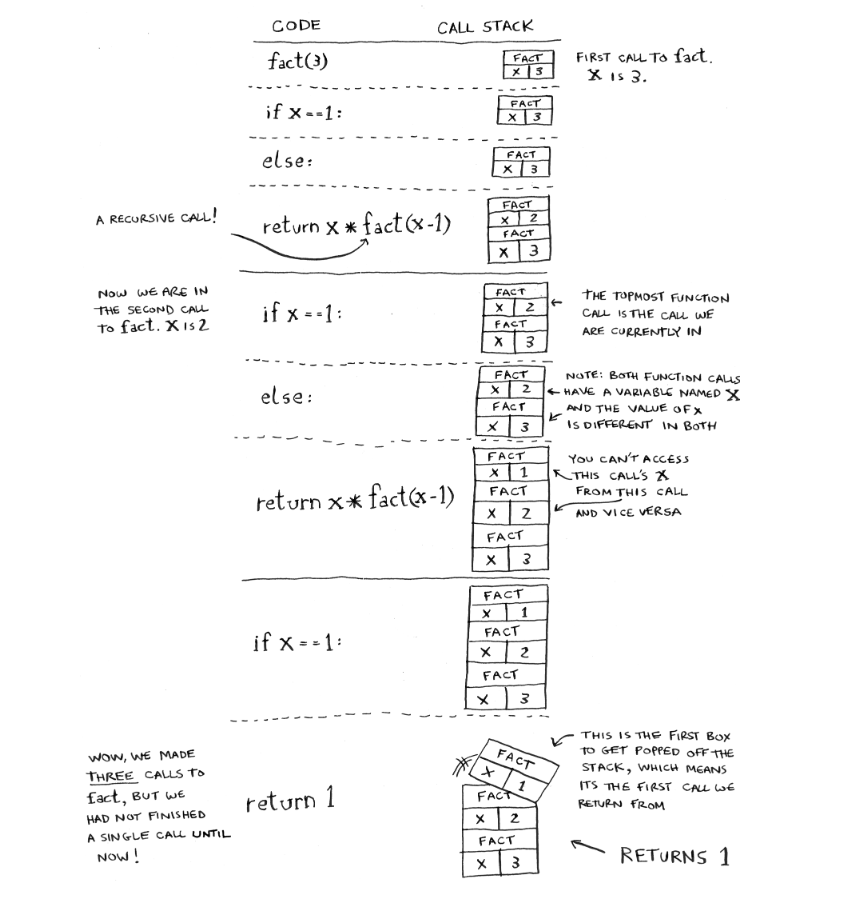 CODE
CALL STACK
fact(3)
FACT
X 3
FIRST CALL TO fact.
X IS 3.
if x==1:
FACT
X 3
else:
FACT
X 3
A RECURSIVE CALL!
return x * fact(x-1)
FACT
X 2
FACT
X 3
NOW WE ARE IN
THE SECOND CALL
TO fact. X IS 2
if x==1:
FACT
X 2
FACT
X 3
THE TOPMOST FUNCTION
CALL IS THE CALL WE
ARE CURRENTLY IN
else:
FACT
X 2
FACT
X 3
NOTE: BOTH FUNCTION CALLS
HAVE A VARIABLE NAMED X
AND THE VALUE OF X
IS DIFFERENT IN BOTH
return x * fact(x-1)
FACT
X 1
FACT
X 2
FACT
X 3
YOU CAN'T ACCESS
THIS CALL'S X
FROM THIS CALL
AND VICE VERSA
if x==1:
FACT
X 1
FACT
X 2
FACT
X 3
WOW, WE MADE
THREE CALLS TO
fact, BUT WE
HAD NOT FINISHED
A SINGLE CALL UNTIL
NOW!
return 1
FACT
X 1
FACT
X 2
FACT
X 3
THIS IS THE FIRST BOX
TO GET POPPED OFF THE
STACK, WHICH MEANS
ITS THE FIRST CALL WE
RETURN FROM
RETURNS 1